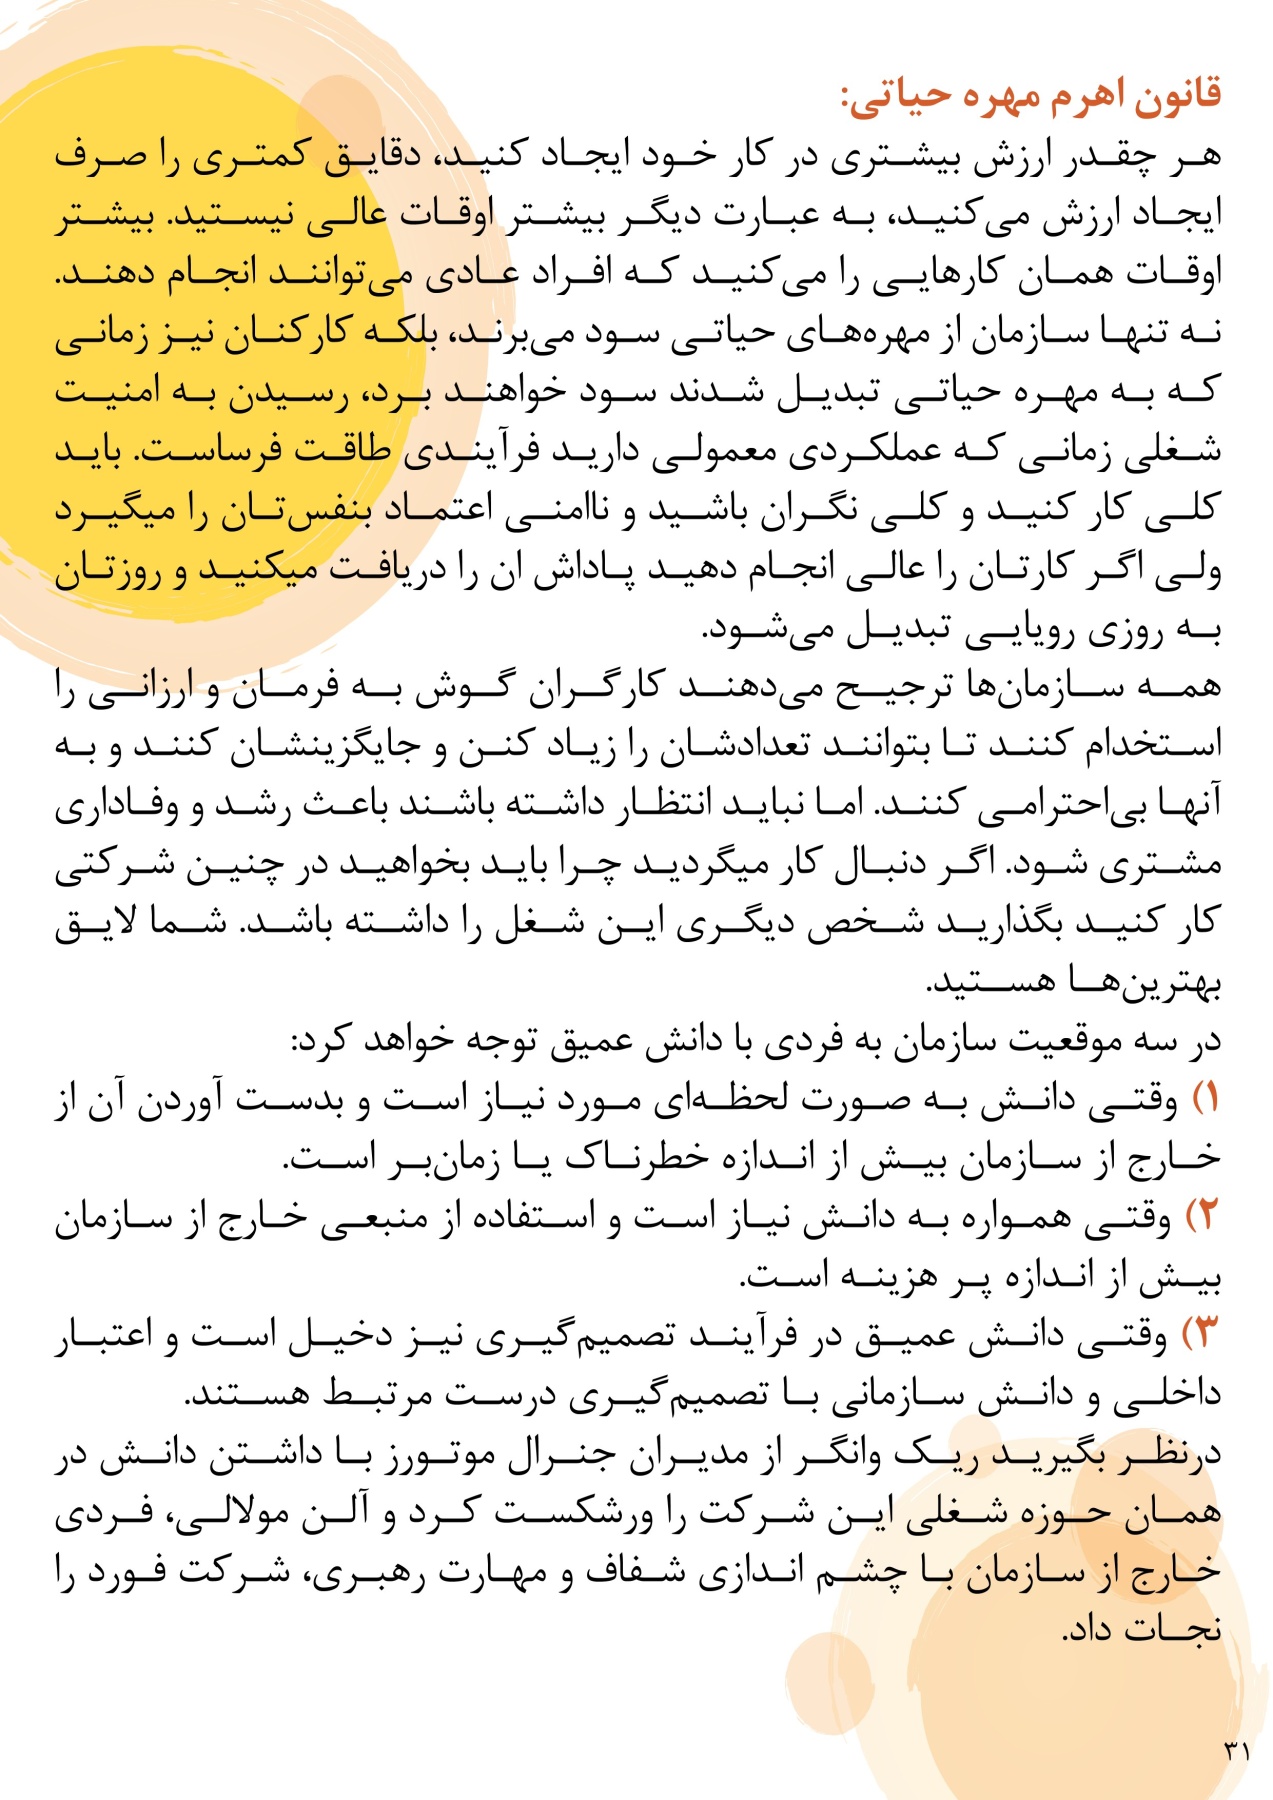 قانون اهرم مهره حیاتی:
هر چقدر ارزش بیشتری در کار خود ایجاد کنید، دقایق کمتری را صرف
ایجاد ارزش می‌کنید، به عبارت دیگر بیشتر اوقات عالی نیستید. بیشتر
اوقات همان کارهایی را می‌کنید که افراد عادی می‌توانند انجام دهند.
نه تنها سازمان از مهره‌های حیاتی سود می‌برند، بلکه کارکنان نیز زمانی
که به مهره حیاتی تبدیل شدند سود خواهند برد، رسیدن به امنیت
شغلی زمانی که عملکردی معمولی دارید فرآیندی طاقت فرساست. باید
کلی کار کنید و کلی نگران باشید و ناامنی اعتماد بنفس‌تان را میگیرد
ولی اگر کارتان را عالی انجام دهید پاداش ان را دریافت میکنید و روزتان
به روزی رویایی تبدیل می‌شود.
همه سازمان‌ها ترجیح می‌دهند کارگران گوش به فرمان و ارزانی را
استخدام کنند تا بتوانند تعدادشان را زیاد کنن و جایگزینشان کنند و به
آنها بی‌احترامی کنند. اما نباید انتظار داشته باشند باعث رشد و وفاداری
مشتری شود. اگر دنبال کار میگردید چرا باید بخواهید در چنین شرکتی
کار کنید بگذارید شخص دیگری این شغل را داشته باشد. شما لایق
بهترین‌ها هستید.
در سه موقعیت سازمان به فردی با دانش عمیق توجه خواهد کرد:
۱) وقتی دانش به صورت لحظه‌ای مورد نیاز است و بدست آوردن آن از
خارج از سازمان بیش از اندازه خطرناک یا زمان‌بر است.
۲) وقتی همواره به دانش نیاز است و استفاده از منبعی خارج از سازمان
بیش از اندازه پر هزینه است.
۳) وقتی دانش عمیق در فرآیند تصمیم‌گیری نیز دخیل است و اعتبار
داخلی و دانش سازمانی با تصمیم‌گیری درست مرتبط هستند.
درنظر بگیرید ریک وانگر از مدیران جنرال موتورز با داشتن دانش در
همان حوزه شغلی این شرکت را ورشکست کرد و آلن مولالی، فردی
خارج از سازمان با چشم اندازی شفاف و مهارت رهبری، شرکت فورد را
نجات داد.
۳۱